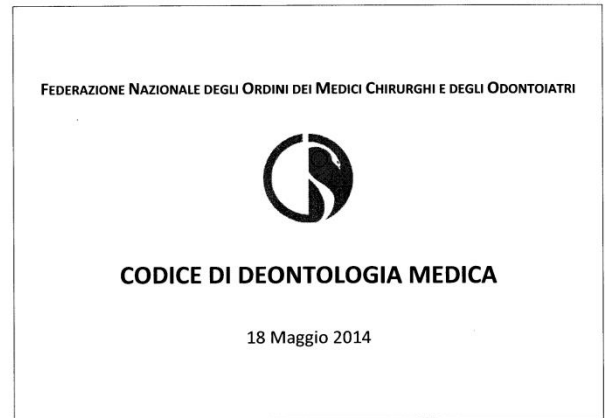 FEDERAZIONE NAZIONALE DEGLI ORDINI DEI MEDICI CHIRURGHI E DEGLI ODONTOIATRI
CODICE DI DEONTOLOGIA MEDICA
18 Maggio 2014